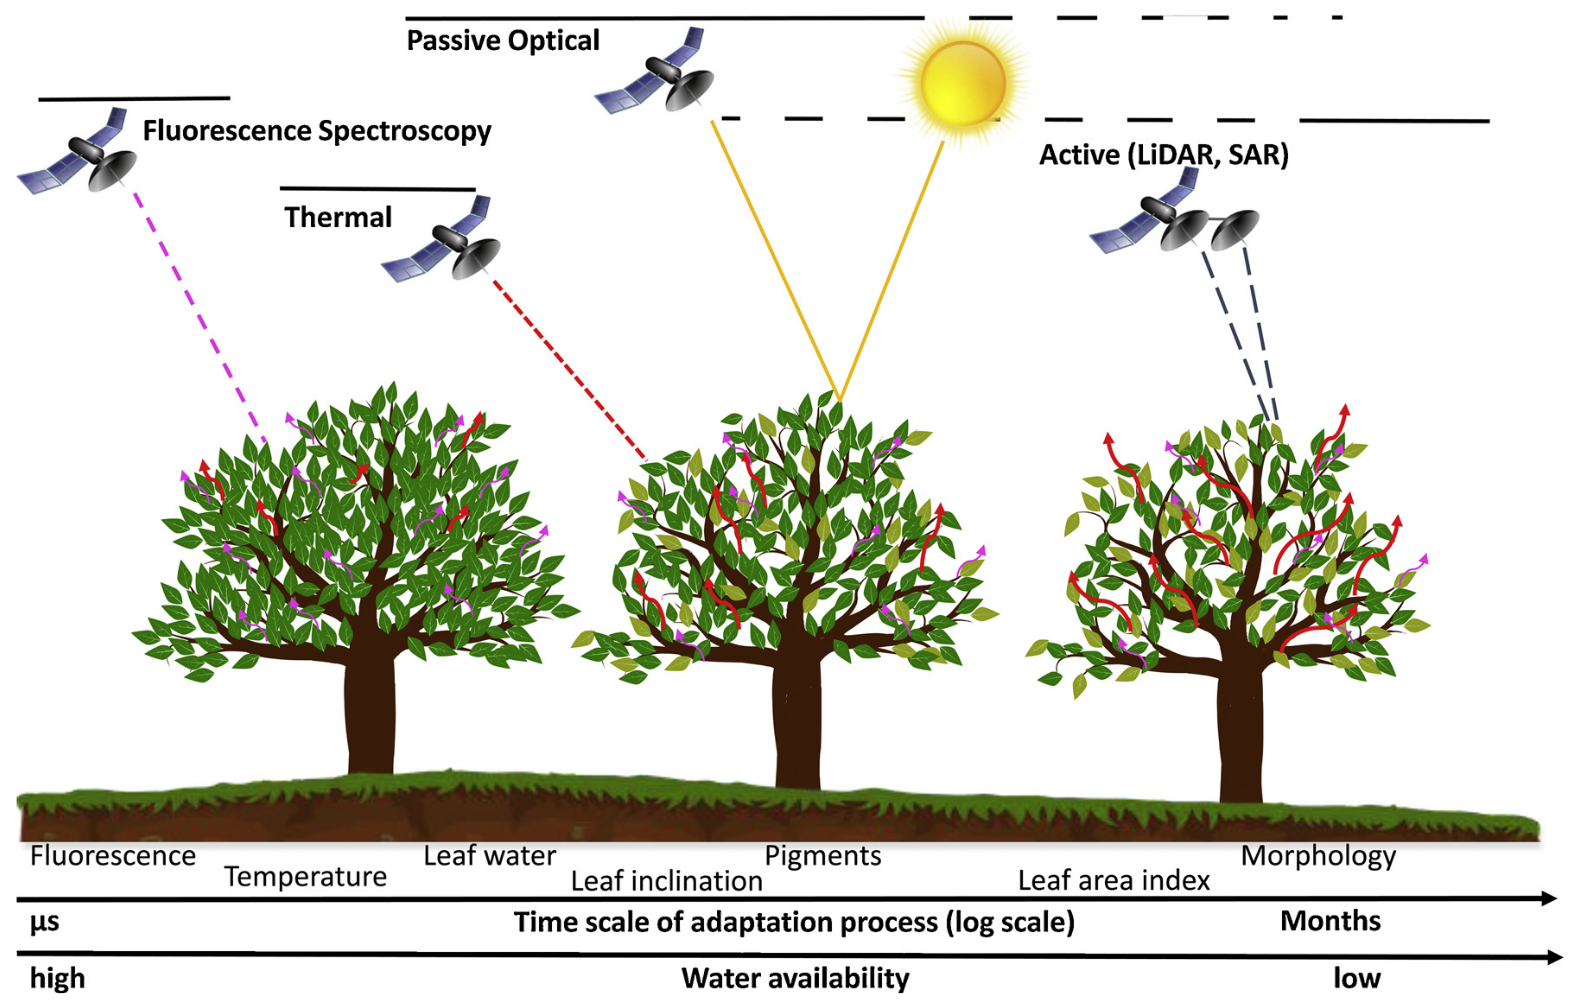 Passive Optical
Fluorescence Spectroscopy
Active (LiDAR, SAR)
Thermal
Fluorescence
Temperature
Leaf water
Leaf inclination
Pigments
Leaf area index
Morphology
μs
Time scale of adaptation process (log scale)
Months
high
Water availability
low